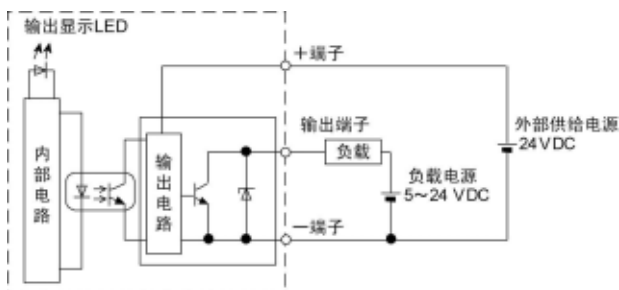 输出显示LED
+端子
输出端子
负载
外部供给电源
24VDC
负载电源
5～24 VDC
内部电路
输出电路
一端子